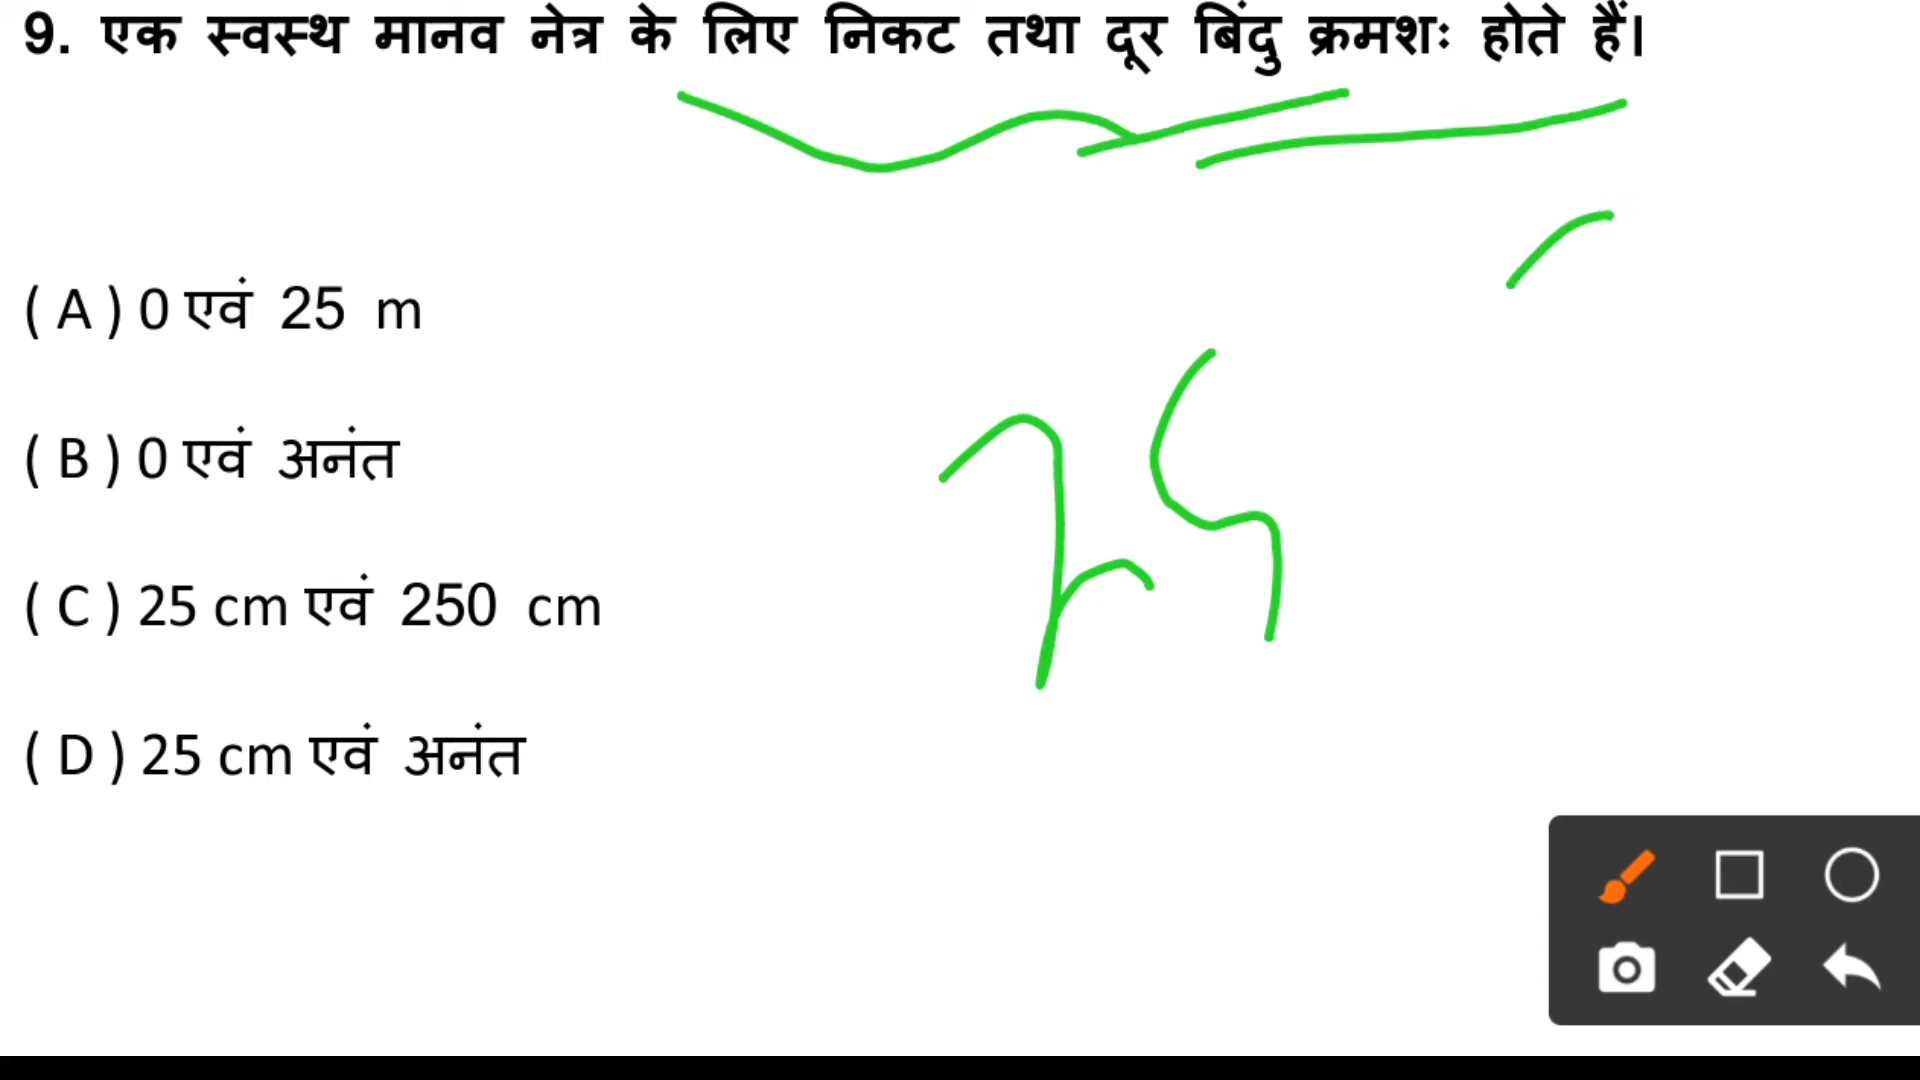 9. एक स्वस्थ मानव नेत्र के लिए निकट तथा दूर बिंदु क्रमशः होते हैं।
( A ) 0 एवं 25 m
( B ) 0 एवं अनंत
25
( C ) 25 cm एवं 250 cm
( D ) 25 cm एवं अनंत